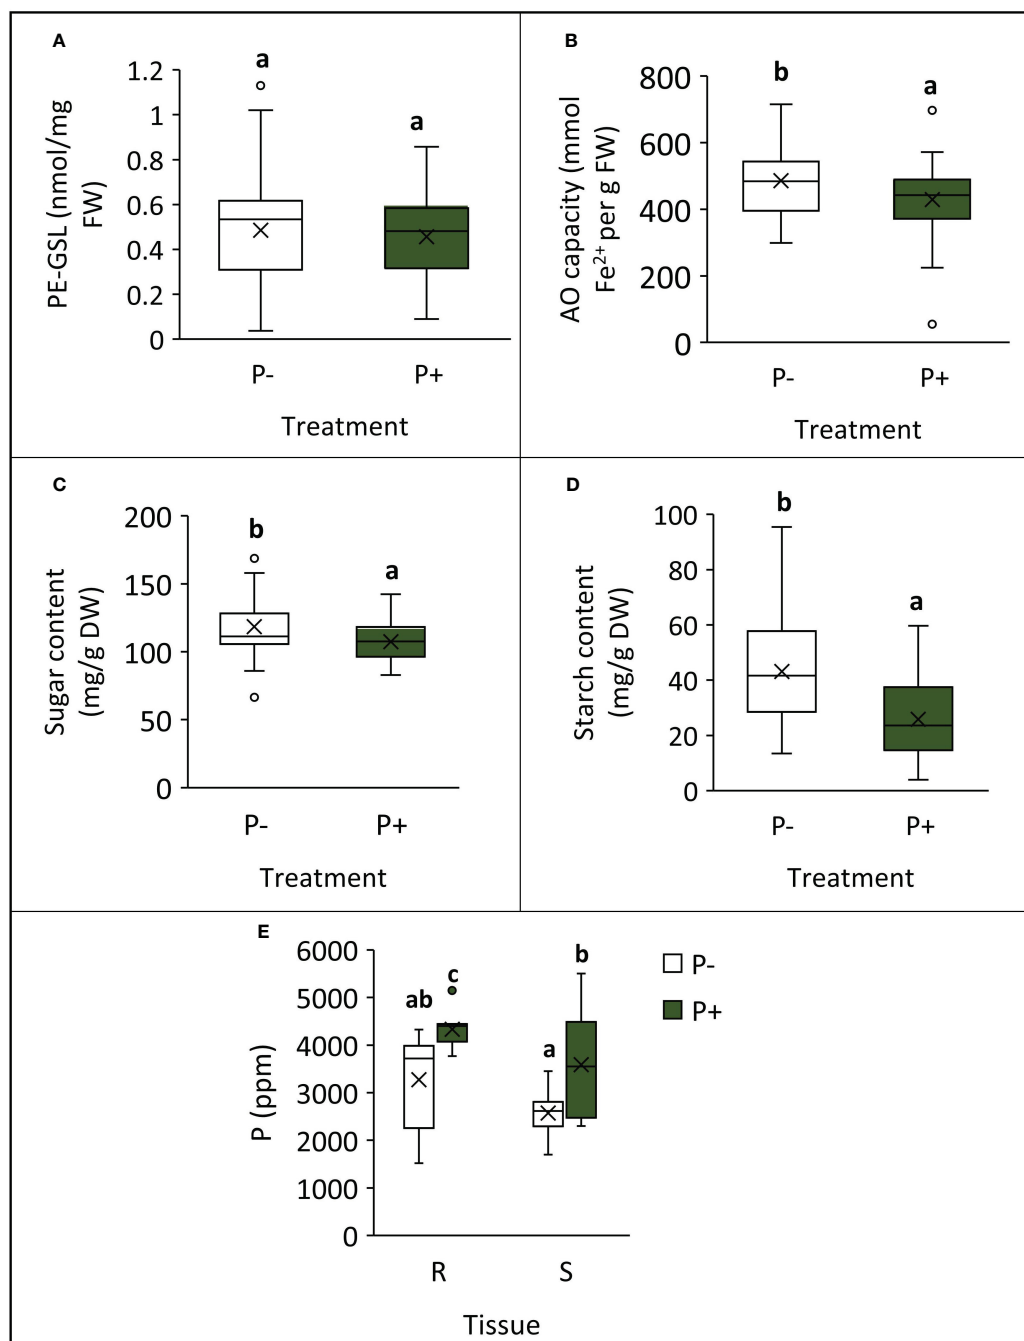 A
a
a
1.2
1
0.8
0.6
0.4
0.2
0
PE-GSL (nmol/mg
FW)
P-
P+
Treatment
B
b
a
800
600
400
200
0
AO capacity (mmol
Fe²⁺ per g FW)
P-
P+
Treatment
C
b
a
200
150
100
50
0
Sugar content
(mg/g DW)
P-
P+
Treatment
D
b
a
100
80
60
40
20
0
Starch content
(mg/g DW)
P-
P+
Treatment
E
ab
c
a
b
6000
5000
4000
3000
2000
1000
0
P (ppm)
R
S
Tissue
P-
P+